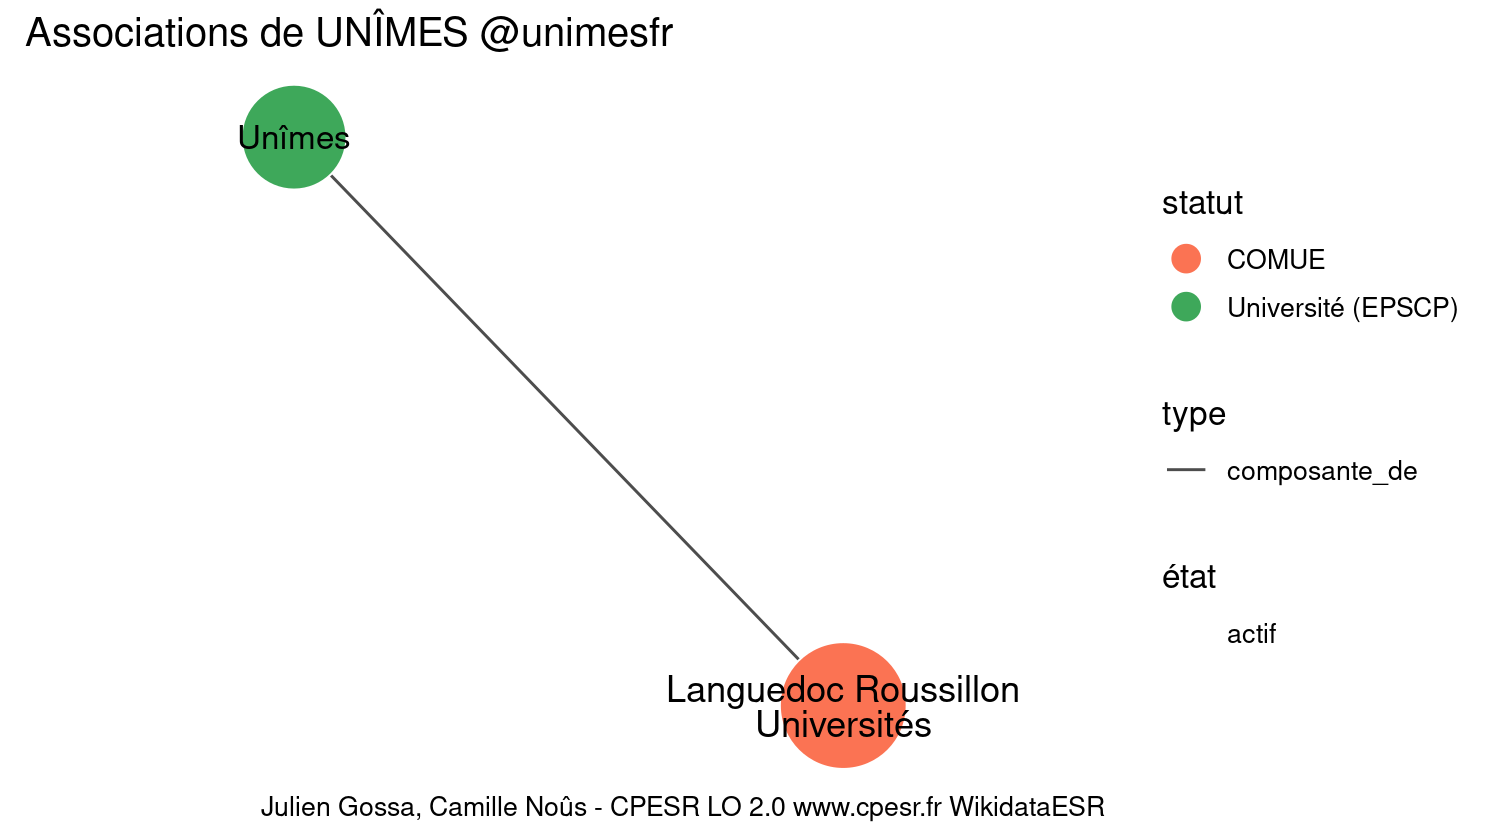 Associations de UNÎMES @unimesfr
Unîmes
statut
COMUE
Université (EPSCP)
type
composante_de
état
actif
Languedoc Roussillon
Universités
Julien Gossa, Camille Noûs - CPESR LO 2.0 www.cpesr.fr WikidataESR